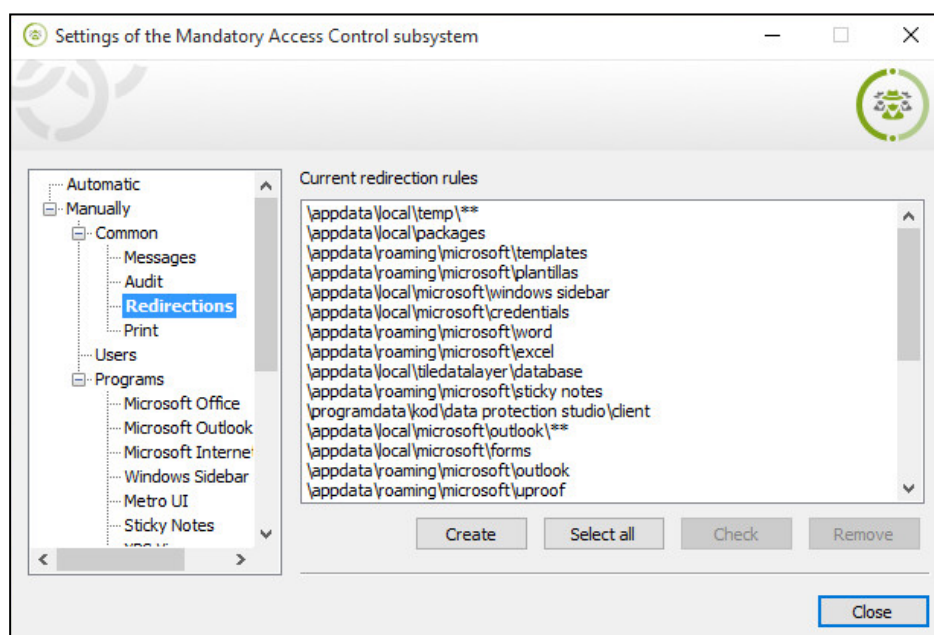 Settings of the Mandatory Access Control subsystem
Automatic
Manually
Common
Messages
Audit
Redirections
Print
Users
Programs
Microsoft Office
Microsoft Outlook
Microsoft Interne
Windows Sidebar
Metro UI
Sticky Notes
Current redirection rules
\appdata\local\temp\**
\appdata\local\packages
\appdata\roaming\microsoft\templates
\appdata\roaming\microsoft\plantillas
\appdata\local\microsoft\windows sidebar
\appdata\local\microsoft\credentials
\appdata\roaming\microsoft\word
\appdata\roaming\microsoft\excel
\appdata\local\tiledatalayer\database
\appdata\roaming\microsoft\sticky notes
\programdata\kod\data protection studio\client
\appdata\local\microsoft\outlook\**
\appdata\local\microsoft\forms
\appdata\roaming\microsoft\outlook
\appdata\roaming\microsoft\uproof
Create Select all Check Remove
Close